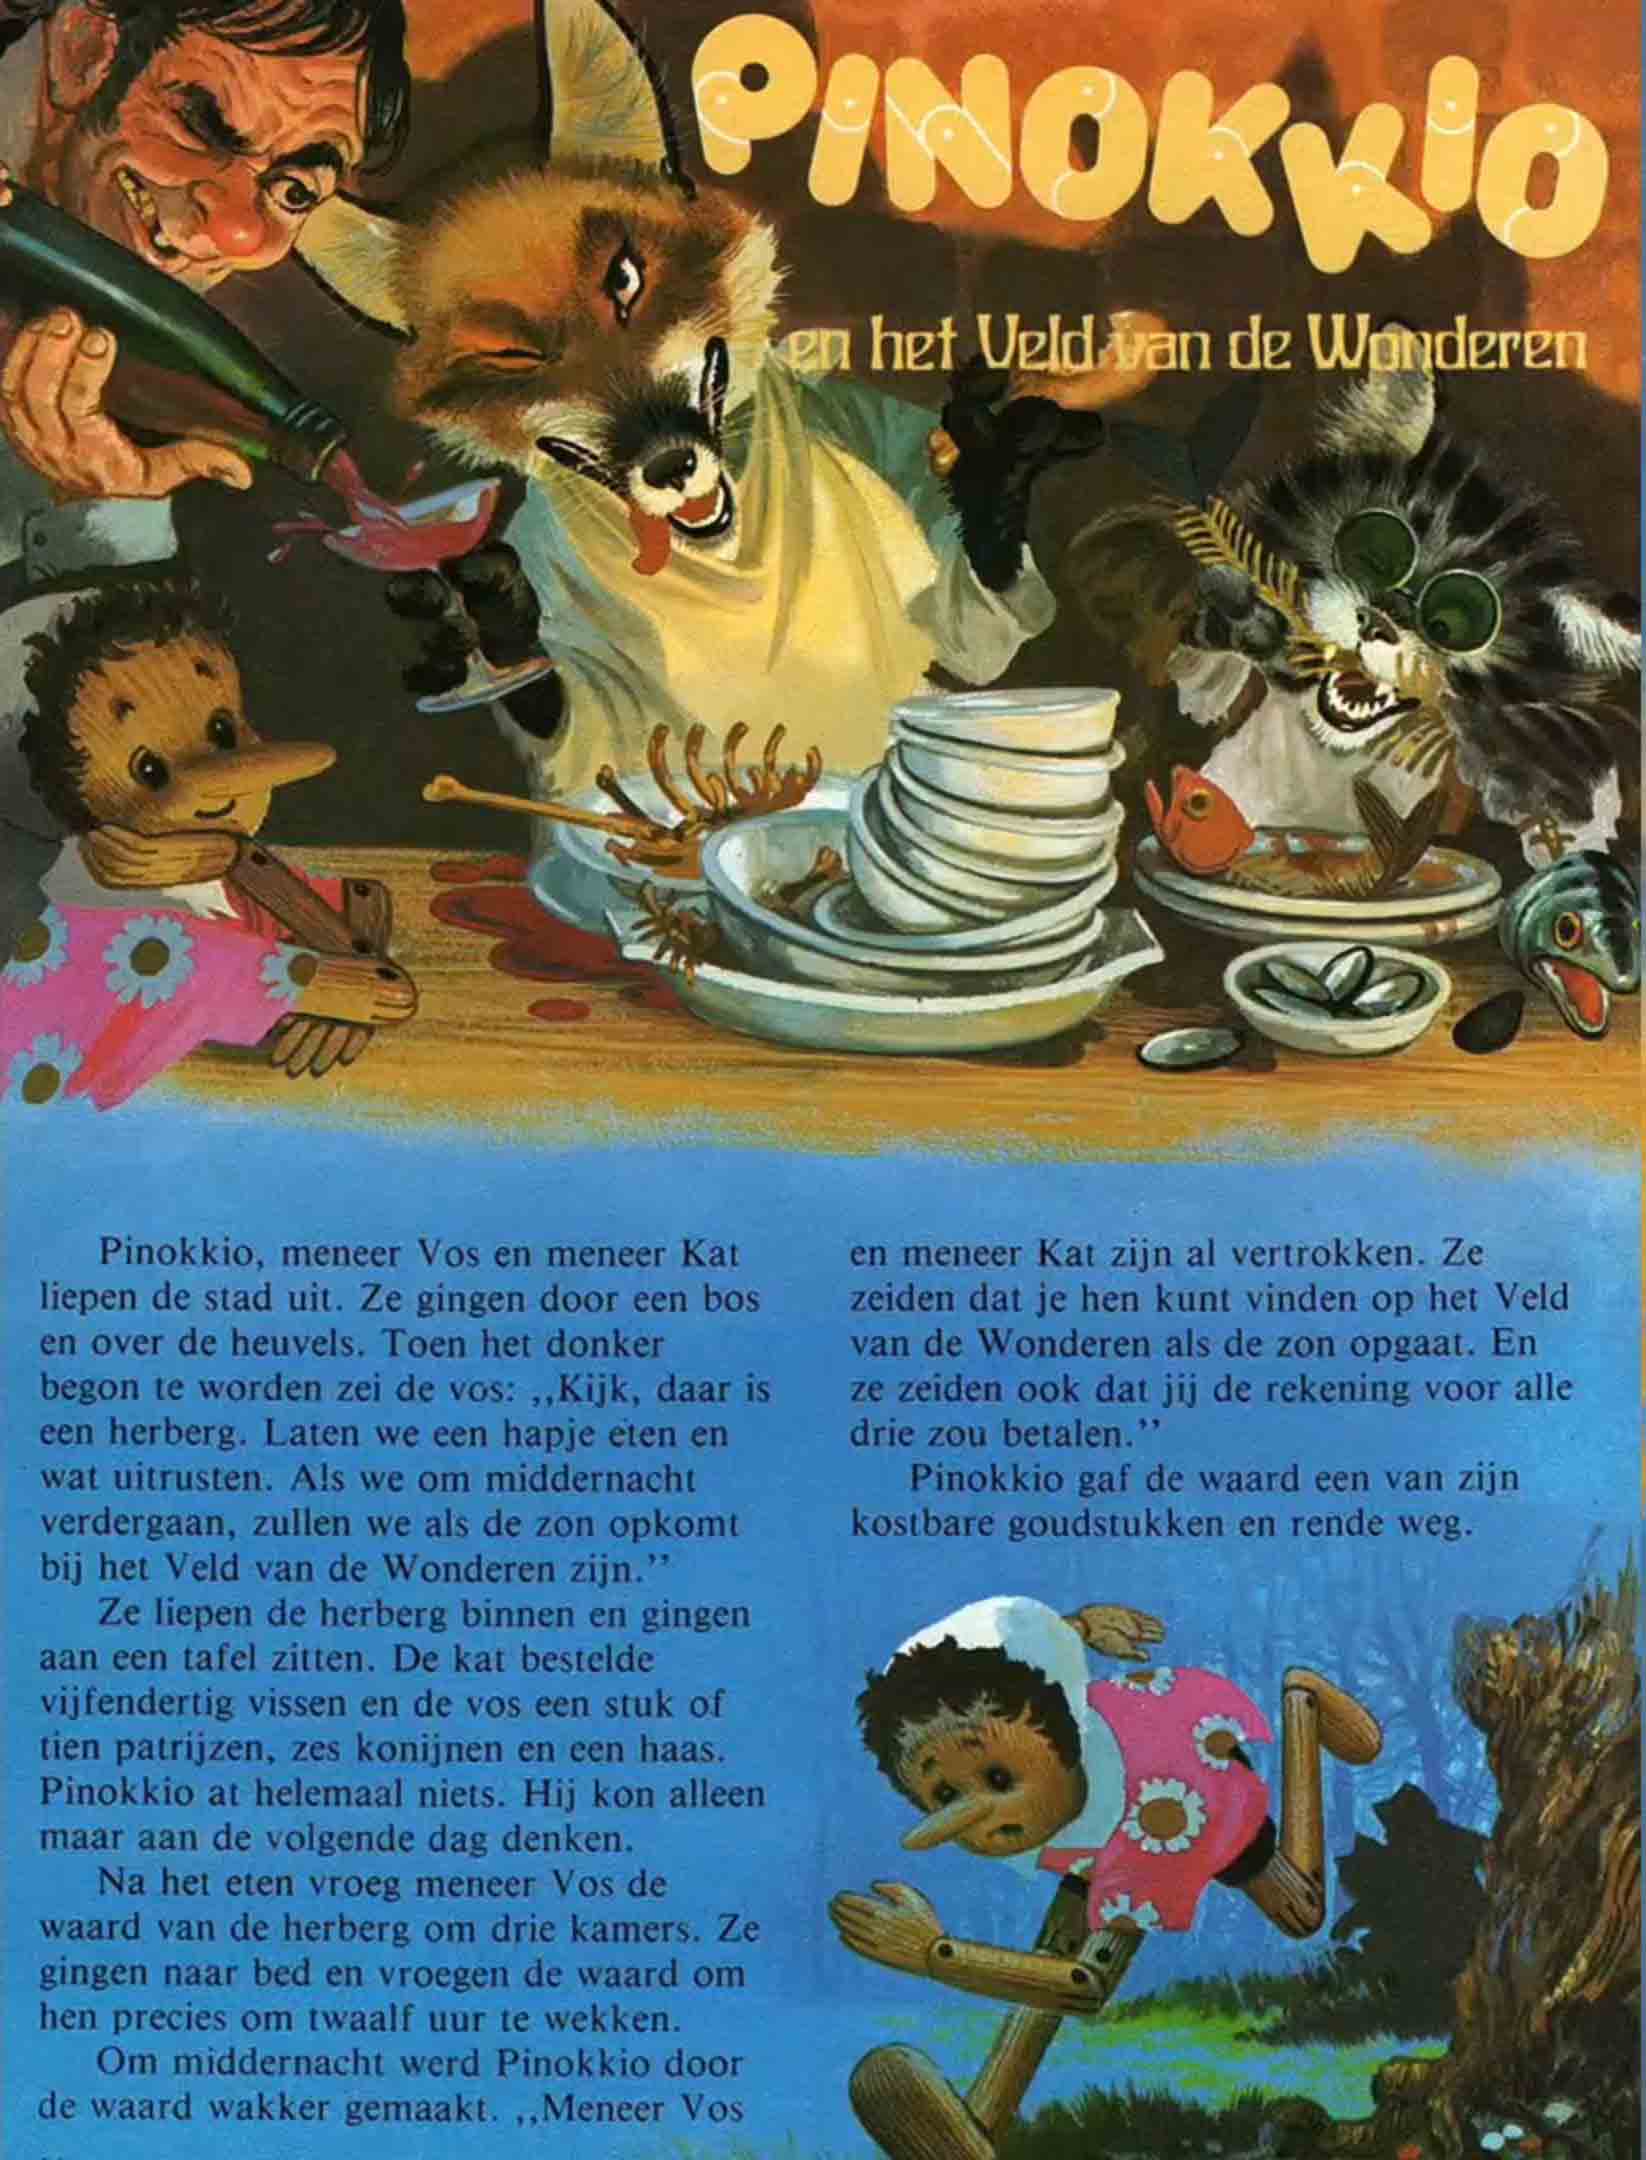 PINOKKIO
en het Veld van de Wonderen
Pinokkio, meneer Vos en meneer Kat
liepen de stad uit. Ze gingen door een bos
en over de heuvels. Toen het donker
begon te worden zei de vos: ,,Kijk, daar is
een herberg. Laten we een hapje eten en
wat uitrusten. Als we om middernacht
verdergaan, zullen we als de zon opkomt
bij het Veld van de Wonderen zijn.’’
Ze liepen de herberg binnen en gingen
aan een tafel zitten. De kat bestelde
vijfendertig vissen en de vos een stuk of
tien patrijzen, zes konijnen en een haas.
Pinokkio at helemaal niets. Hij kon alleen
maar aan de volgende dag denken.
Na het eten vroeg meneer Vos de
waard van de herberg om drie kamers. Ze
gingen naar bed en vroegen de waard om
hen precies om twaalf uur te wekken.
Om middernacht werd Pinokkio door
de waard wakker gemaakt. ,,Meneer Vos
en meneer Kat zijn al vertrokken. Ze
zeiden dat je hen kunt vinden op het Veld
van de Wonderen als de zon opgaat. En
ze zeiden ook dat jij de rekening voor alle
drie zou betalen.’’
Pinokkio gaf de waard een van zijn
kostbare goudstukken en rende weg.